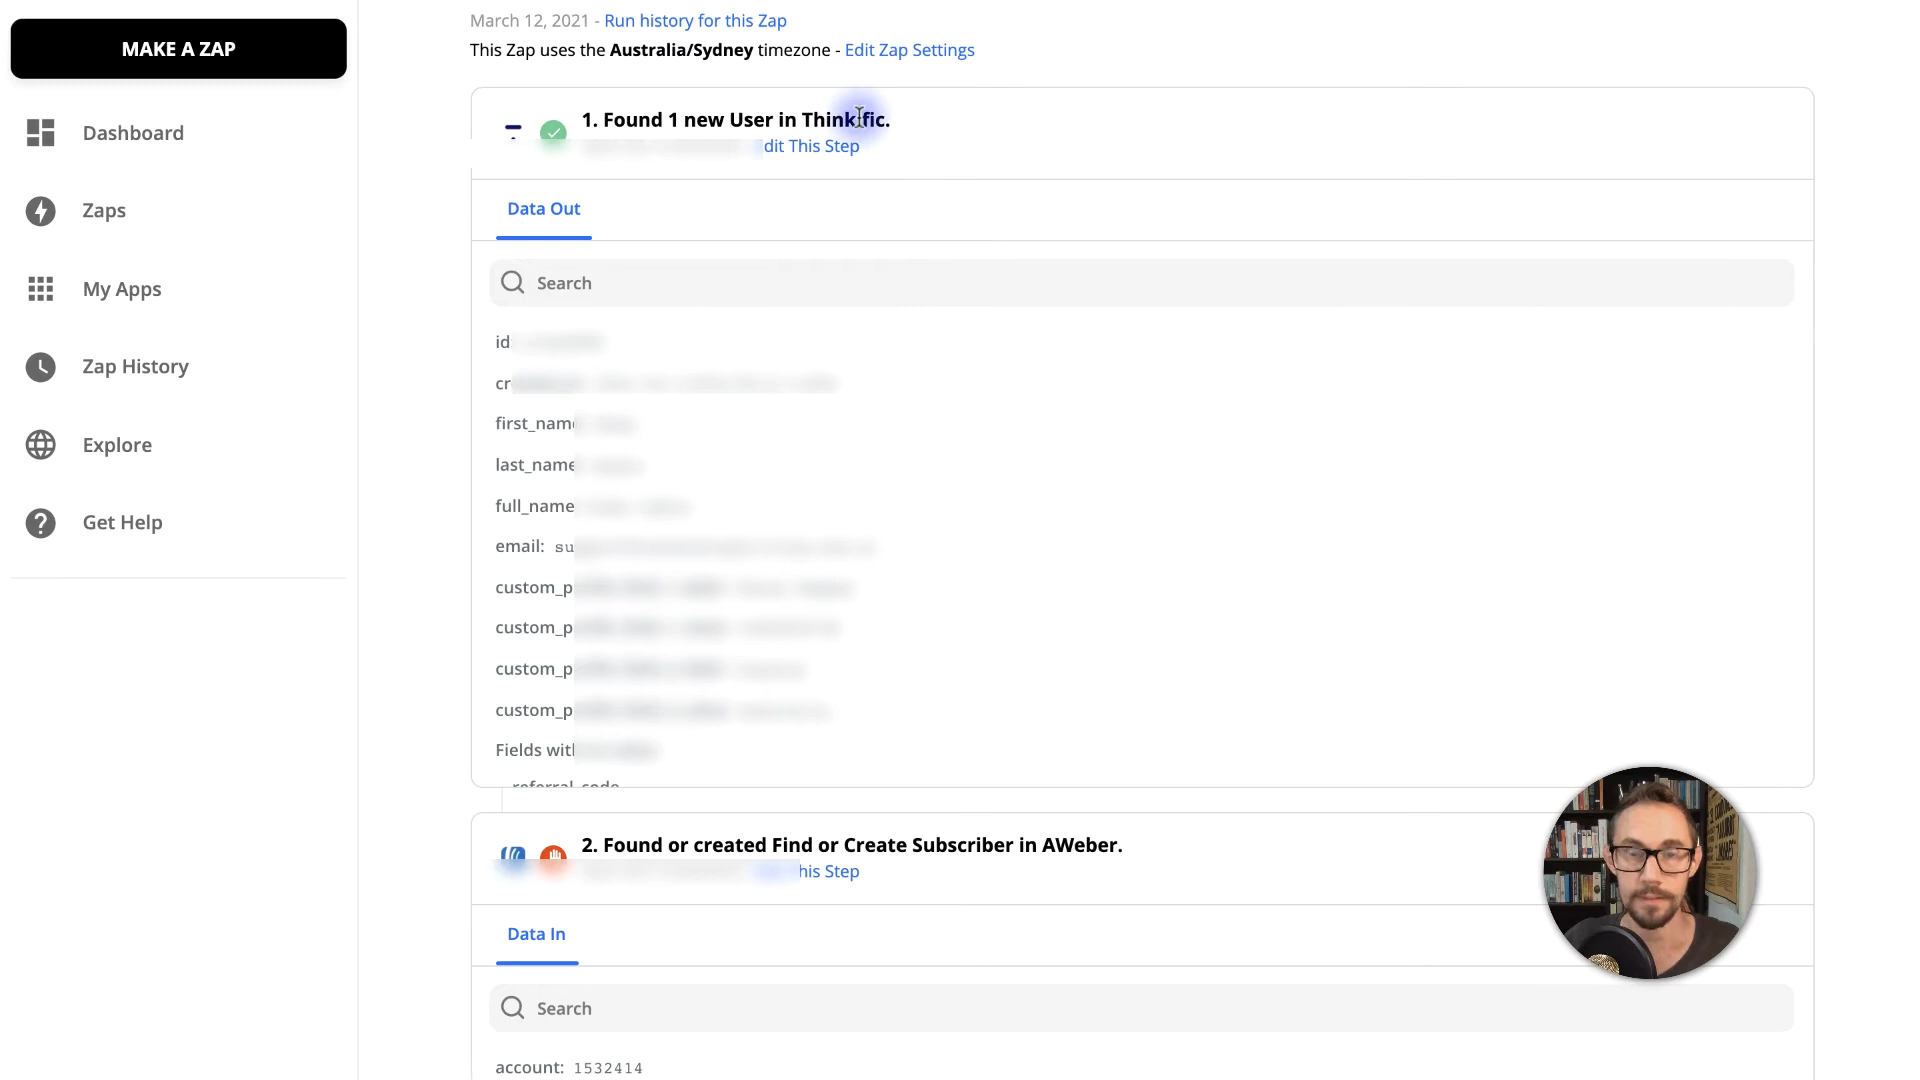 MAKE A ZAP
Dashboard
Zaps
My Apps
Zap History
Explore
Get Help
March 12, 2021 - Run history for this Zap
This Zap uses the Australia/Sydney timezone - Edit Zap Settings
1. Found 1 new User in Thinkific.
dit This Step
Data Out
Search
id
cr
first_name
last_name
full_name
email: su
custom_p
custom_p
custom_p
custom_p
Fields with
referral_code
2. Found or created Find or Create Subscriber in AWeber.
his Step
Data In
Search
account: 1532414